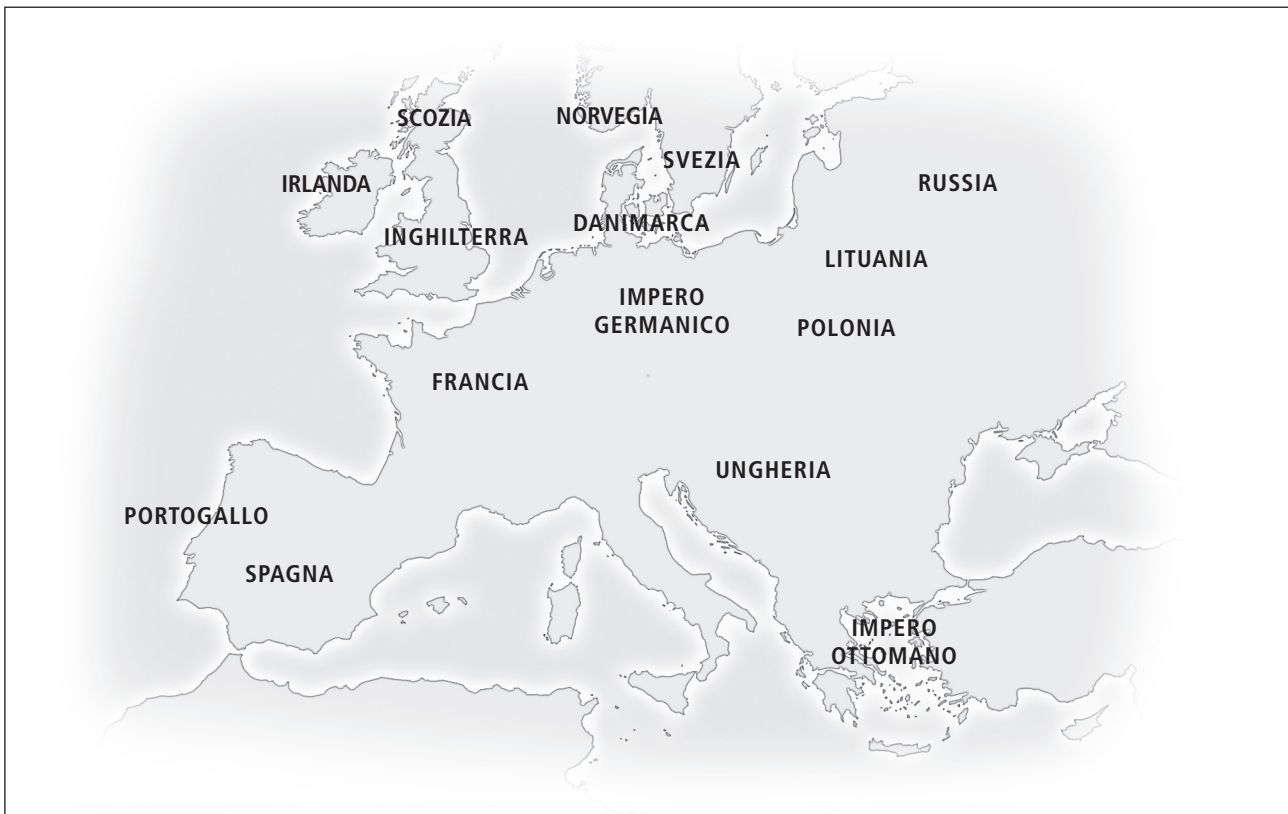 SCOZIA
NORVEGIA
SVEZIA
IRLANDA
RUSSIA
DANIMARCA
INGHILTERRA
LITUANIA
IMPERO
GERMANICO
POLONIA
FRANCIA
UNGHERIA
PORTOGALLO
SPAGNA
IMPERO
OTTOMANO